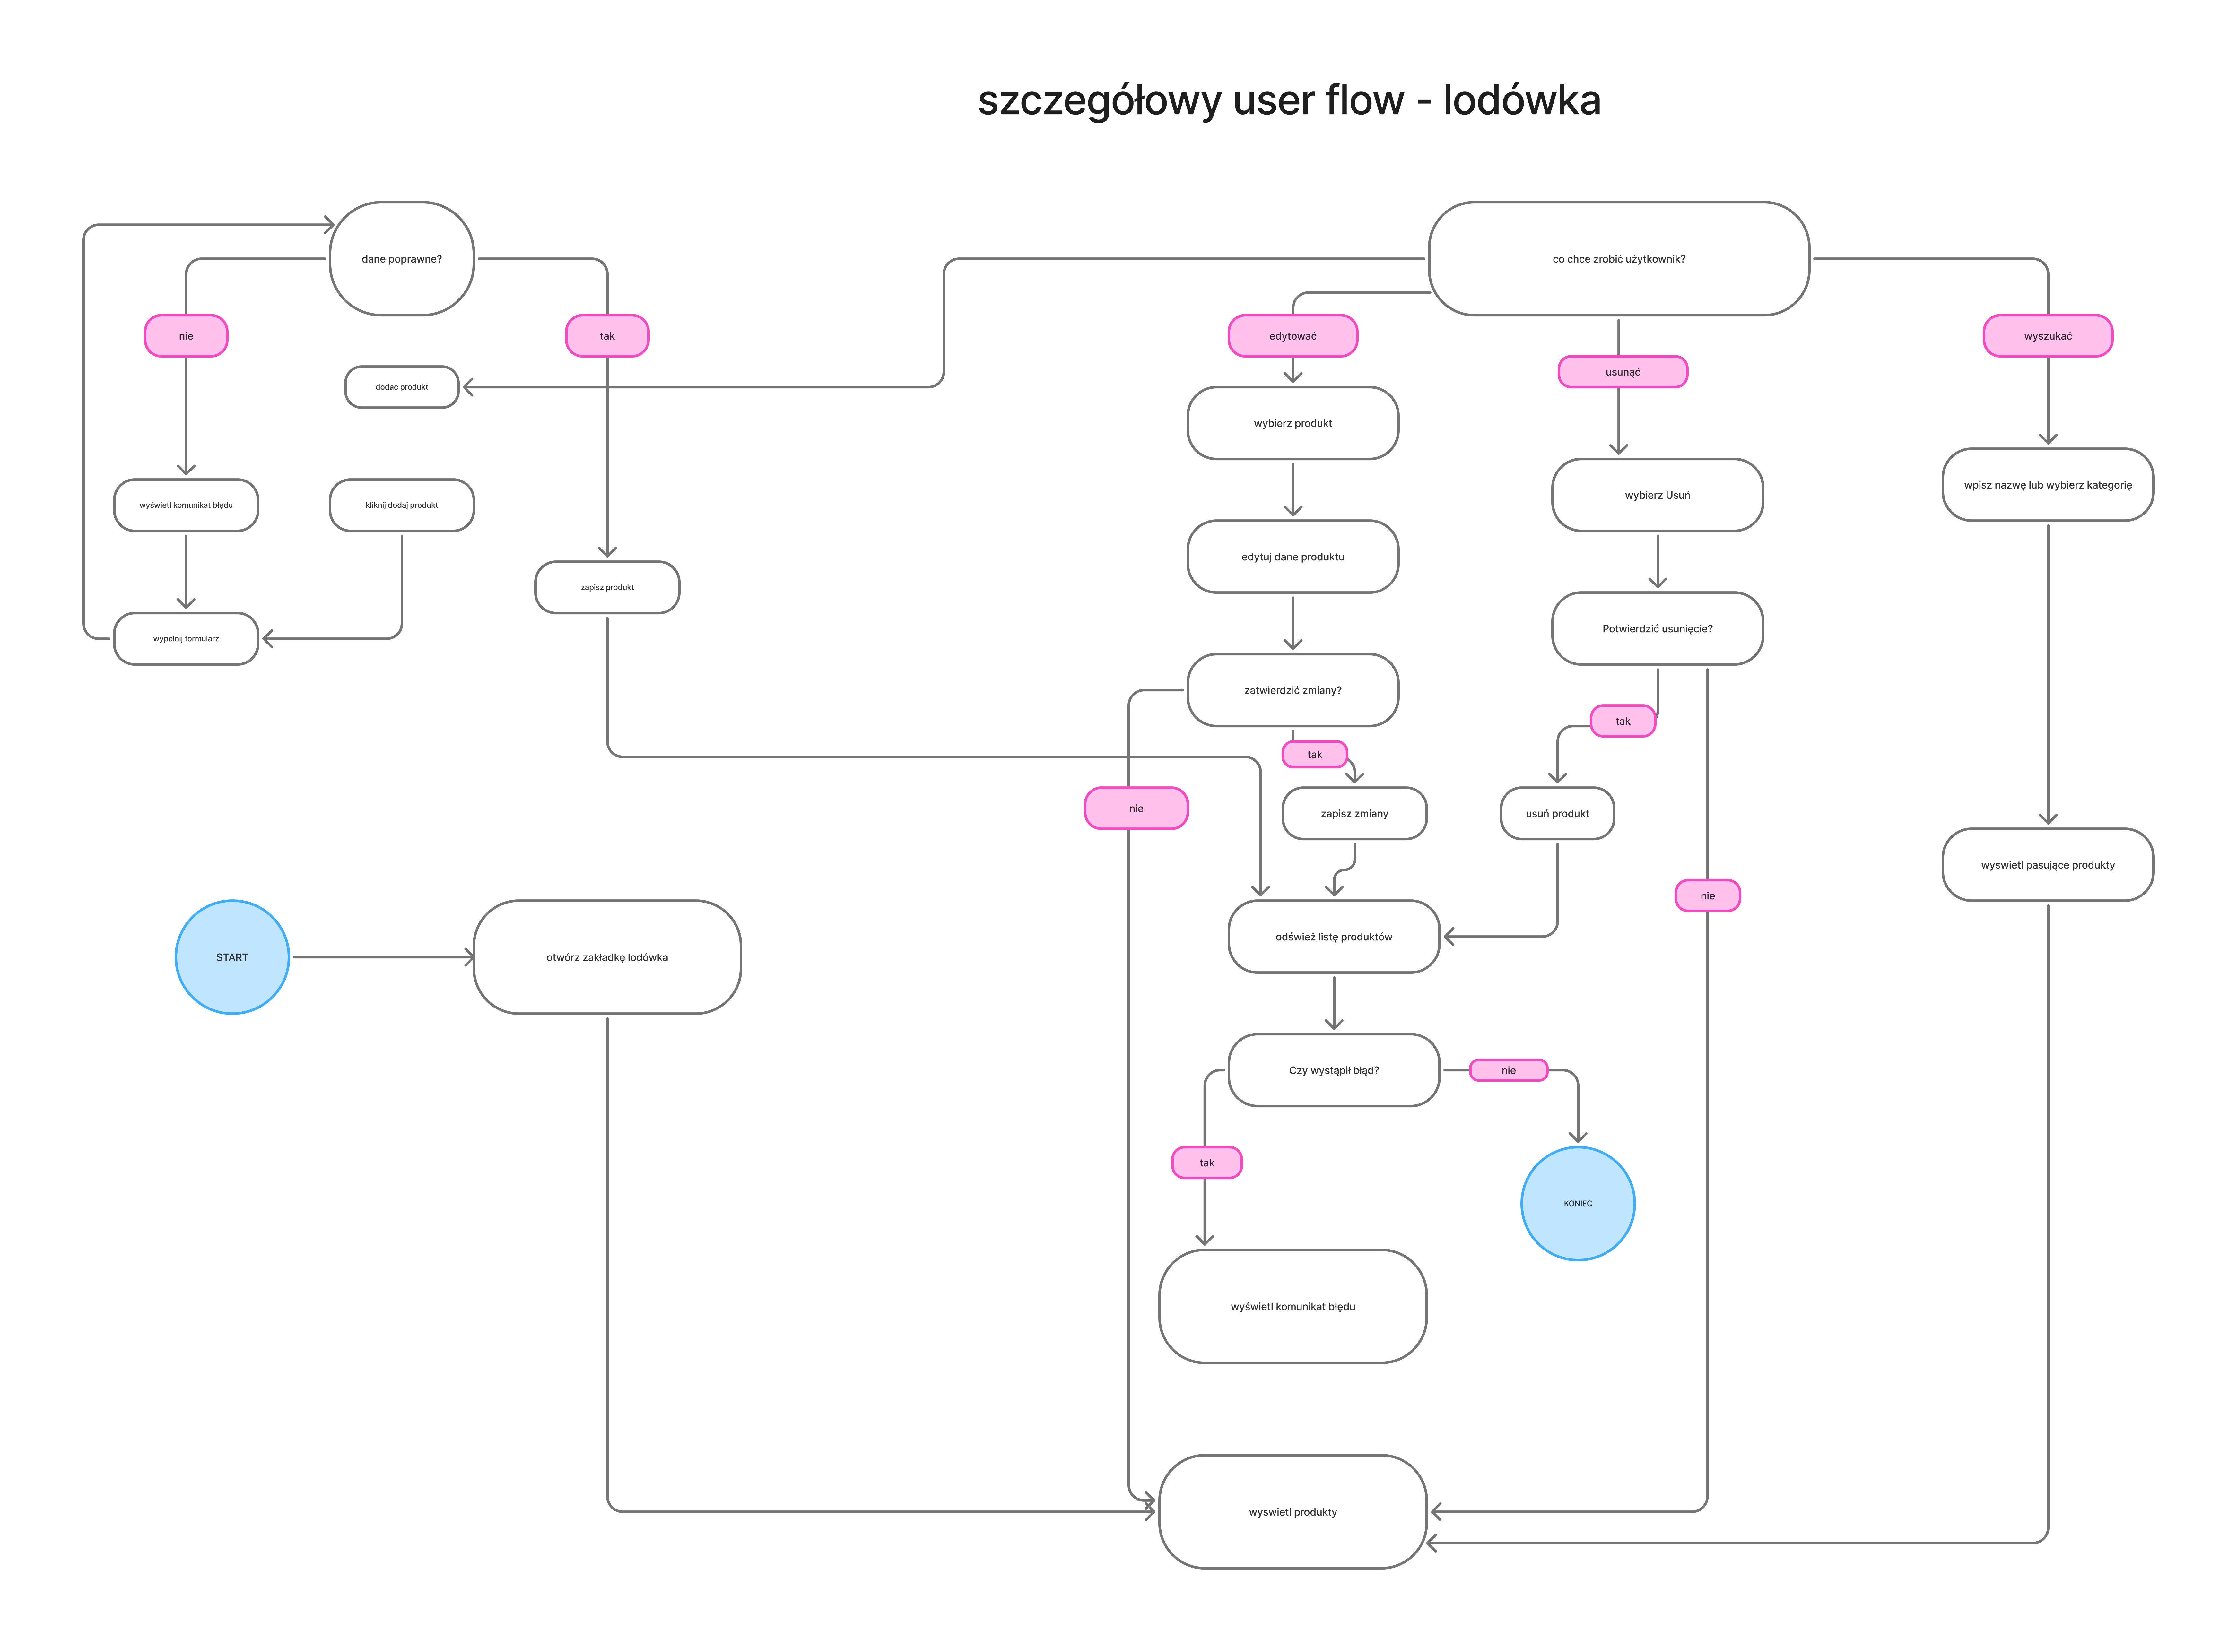 szczegółowy user flow - lodówka
dane poprawne?
co chce zrobić użytkownik?
nie
tak
edytować
usunąć
wyszukać
dodac produkt
wybierz produkt
wyświetl komunikat błędu
kliknij dodaj produkt
wybierz Usuń
wpisz nazwę lub wybierz kategorię
edytuj dane produktu
zapisz produkt
wypełnij formularz
Potwierdzić usunięcie?
zatwierdzić zmiany?
tak
tak
nie
zapisz zmiany
usuń produkt
wyswietl pasujące produkty
nie
START
otwórz zakładkę lodówka
odśwież listę produktów
Czy wystąpił błąd?
nie
tak
KONIEC
wyświetl komunikat błędu
wyswietl produkty